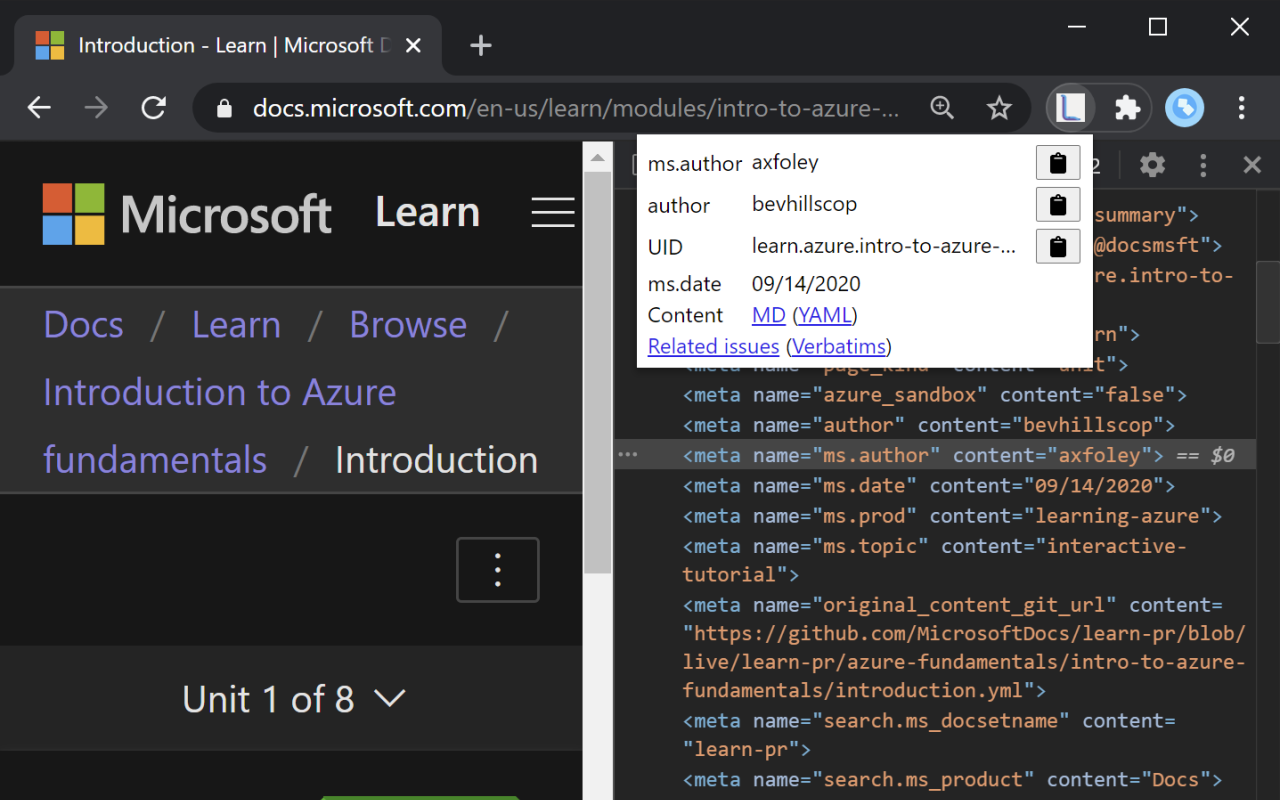 Introduction - Learn | Microsoft D
docs.microsoft.com/en-us/learn/modules/intro-to-azure-...
Microsoft Learn
Docs / Learn / Browse /
Introduction to Azure
fundamentals / Introduction
Unit 1 of 8
ms.author axfoley
author bevhillscop
UID learn.azure.intro-to-azure-...
ms.date 09/14/2020
Content MD (YAML)
Related issues (Verbatims)
2
summary">
@docsmsft">
re.intro-to-
rn">
<meta name="azure_sandbox" content="false">
<meta name="author" content="bevhillscop">
<meta name="ms.author" content="axfoley"> == $0
<meta name="ms.date" content="09/14/2020">
<meta name="ms.prod" content="learning-azure">
<meta name="ms.topic" content="interactive-
tutorial">
<meta name="original_content_git_url" content=
"https://github.com/MicrosoftDocs/learn-pr/blob/
live/learn-pr/azure-fundamentals/intro-to-azure-
fundamentals/introduction.yml">
<meta name="search.ms_docsetname" content=
"learn-pr">
<meta name="search.ms_product" content="Docs">